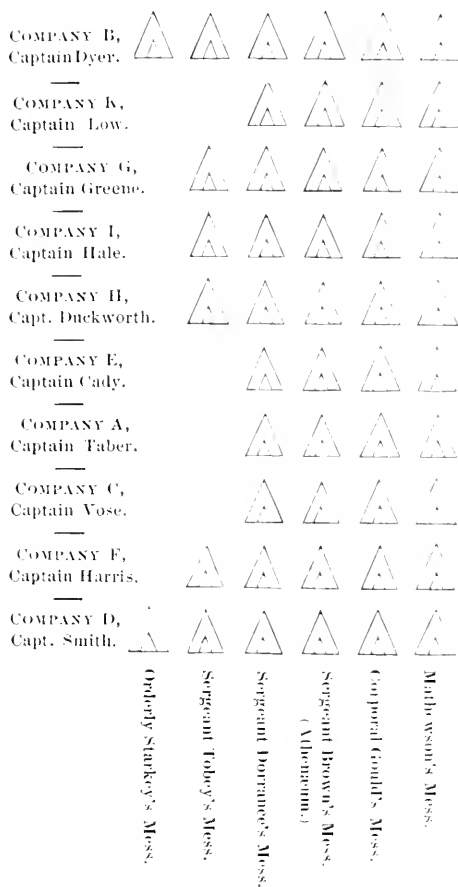 COMPANY B,
Captain Dyer.
COMPANY K,
Captain Low.
COMPANY G,
Captain Greene.
COMPANY I,
Captain Hale.
COMPANY H,
Capt. Duckworth.
COMPANY E,
Captain Cady.
COMPANY A,
Captain Taber.
COMPANY C,
Captain Vose.
COMPANY F,
Captain Harris,
COMPANY D,
Capt. Smith.
Orderly Starkey's Mess.
Sergeant Tobey's Mess.
Sergeant Dorrance's Mess.
Sergeant Brown's Mess.
(Athenæum.)
Corporal Gould's Mess.
Mathewson's Mess.